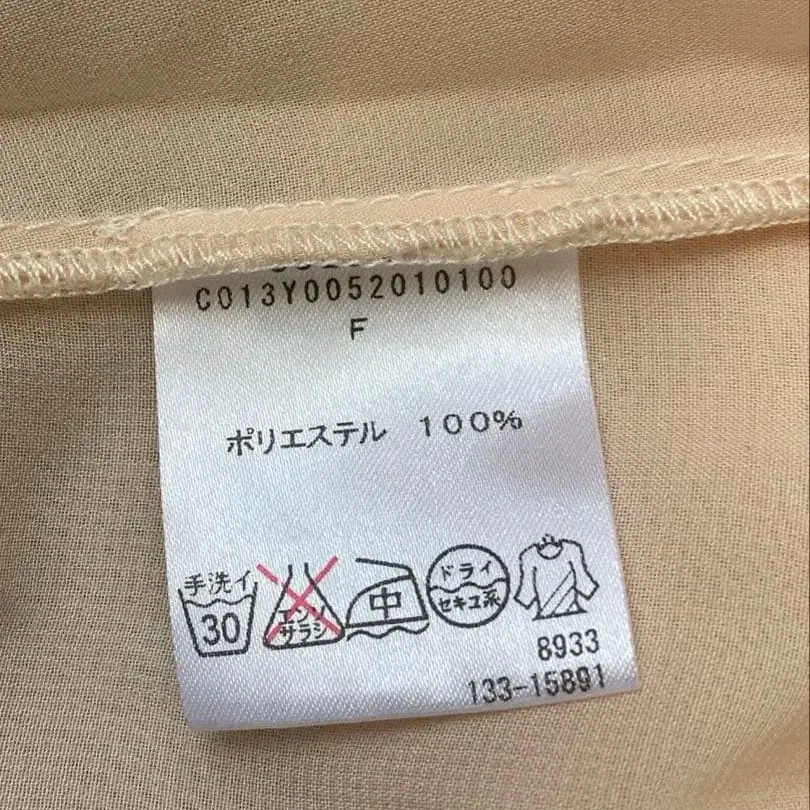 C013Y0052010100
F
ポリエステル 100%
手洗イ
30
エンソ
サラシ
中
ドライ
セキユ系
8933
133-15891